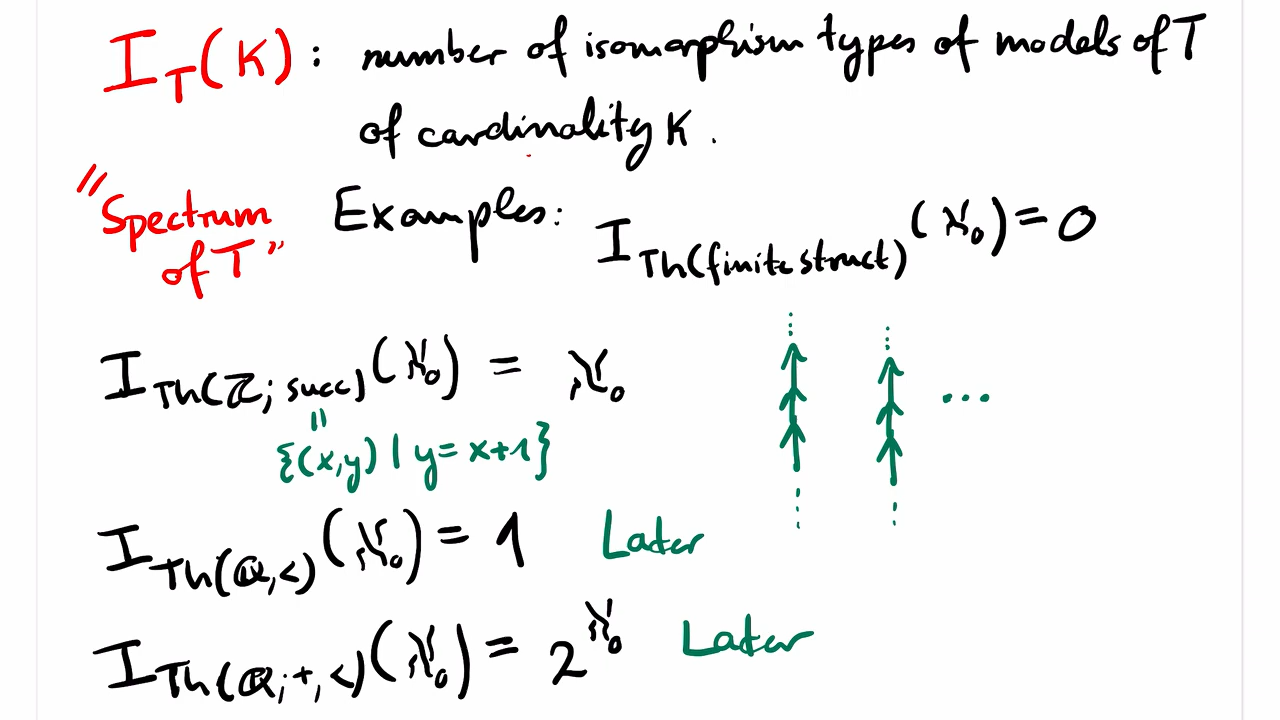 I_T(κ): number of isomorphism types of models of T
of cardinality κ.
"Spectrum
of T"
Examples: I_Th(finite struct)(ℵ₀) = 0
I_Th(ℤ; succ)(ℵ₀) = ℵ₀
...
=
{(x,y) | y = x+1}
I_Th(ℚ,<)(ℵ₀) = 1 Later
I_Th(ℚ;+,<)(ℵ₀) = 2^ℵ₀ Later